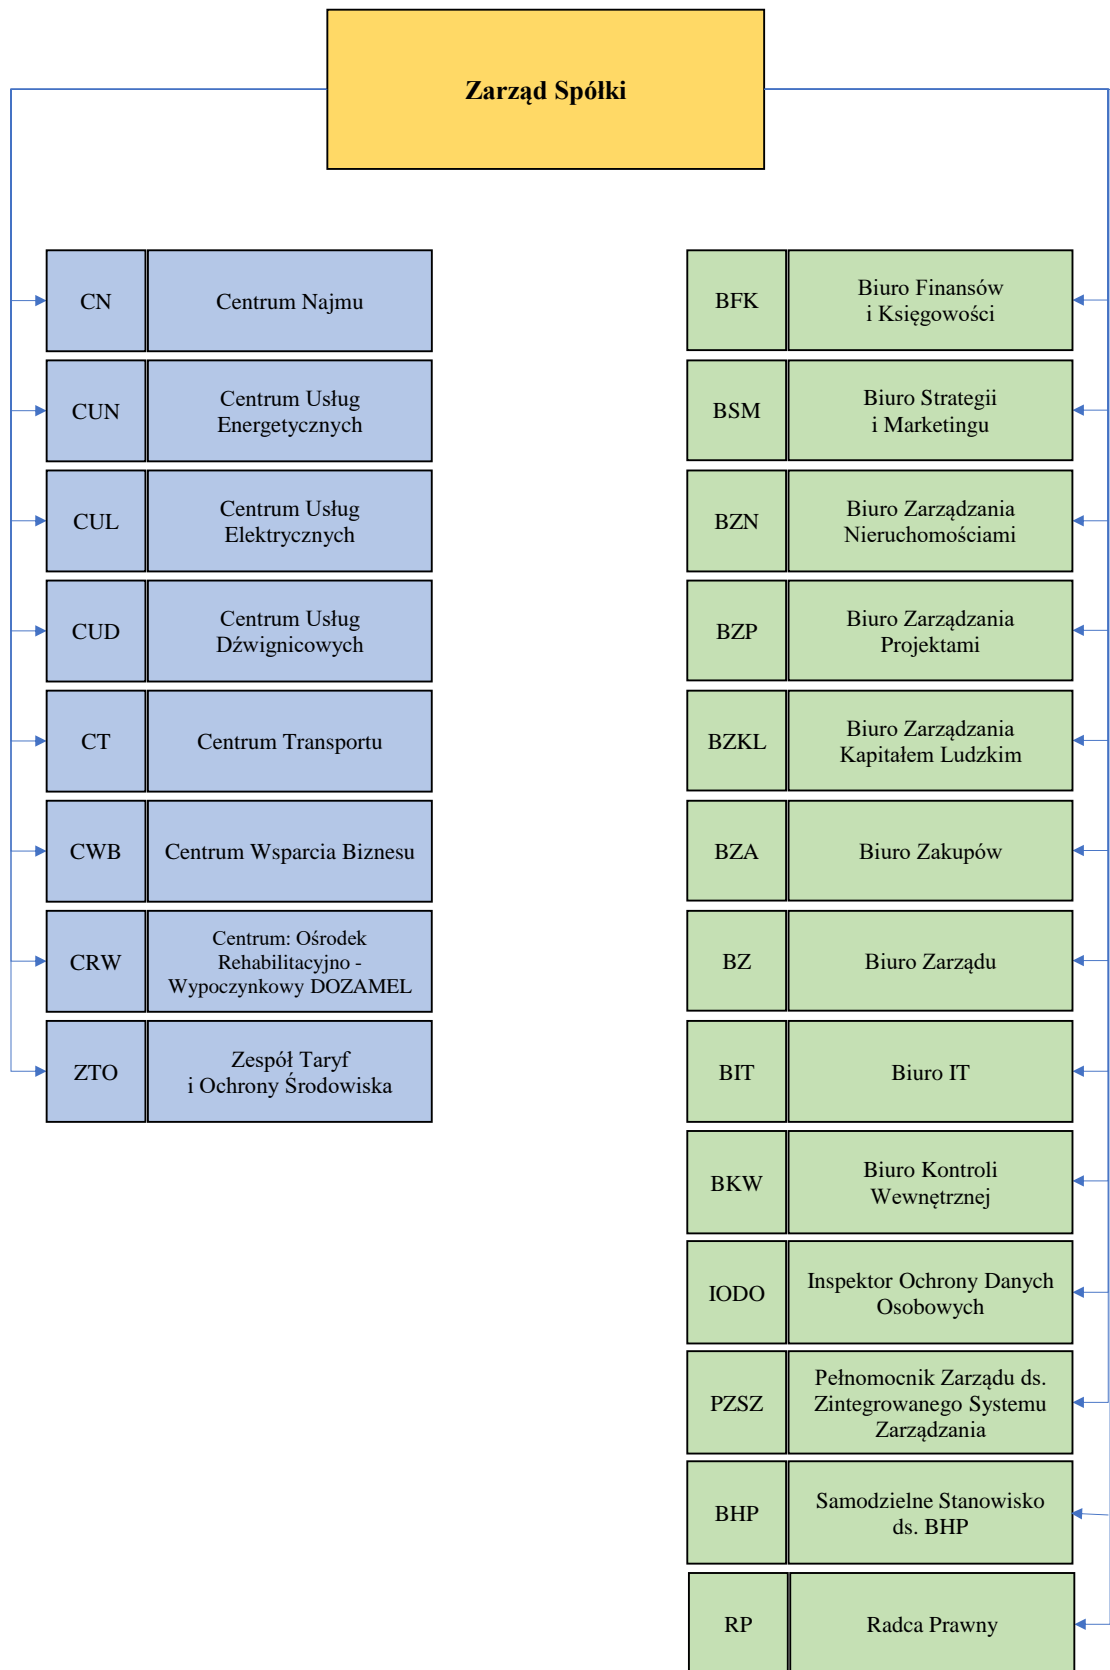 Zarząd Spółki
CN
Centrum Najmu
CUN
Centrum Usług
Energetycznych
CUL
Centrum Usług
Elektrycznych
CUD
Centrum Usług
Dźwignicowych
CT
Centrum Transportu
CWB
Centrum Wsparcia Biznesu
CRW
Centrum: Ośrodek
Rehabilitacyjno -
Wypoczynkowy DOZAMEL
ZTO
Zespół Taryf
i Ochrony Środowiska
BFK
Biuro Finansów
i Księgowości
BSM
Biuro Strategii
i Marketingu
BZN
Biuro Zarządzania
Nieruchomościami
BZP
Biuro Zarządzania
Projektami
BZKL
Biuro Zarządzania
Kapitałem Ludzkim
BZA
Biuro Zakupów
BZ
Biuro Zarządu
BIT
Biuro IT
BKW
Biuro Kontroli
Wewnętrznej
IODO
Inspektor Ochrony Danych
Osobowych
PZSZ
Pełnomocnik Zarządu ds.
Zintegrowanego Systemu
Zarządzania
BHP
Samodzielne Stanowisko
ds. BHP
RP
Radca Prawny